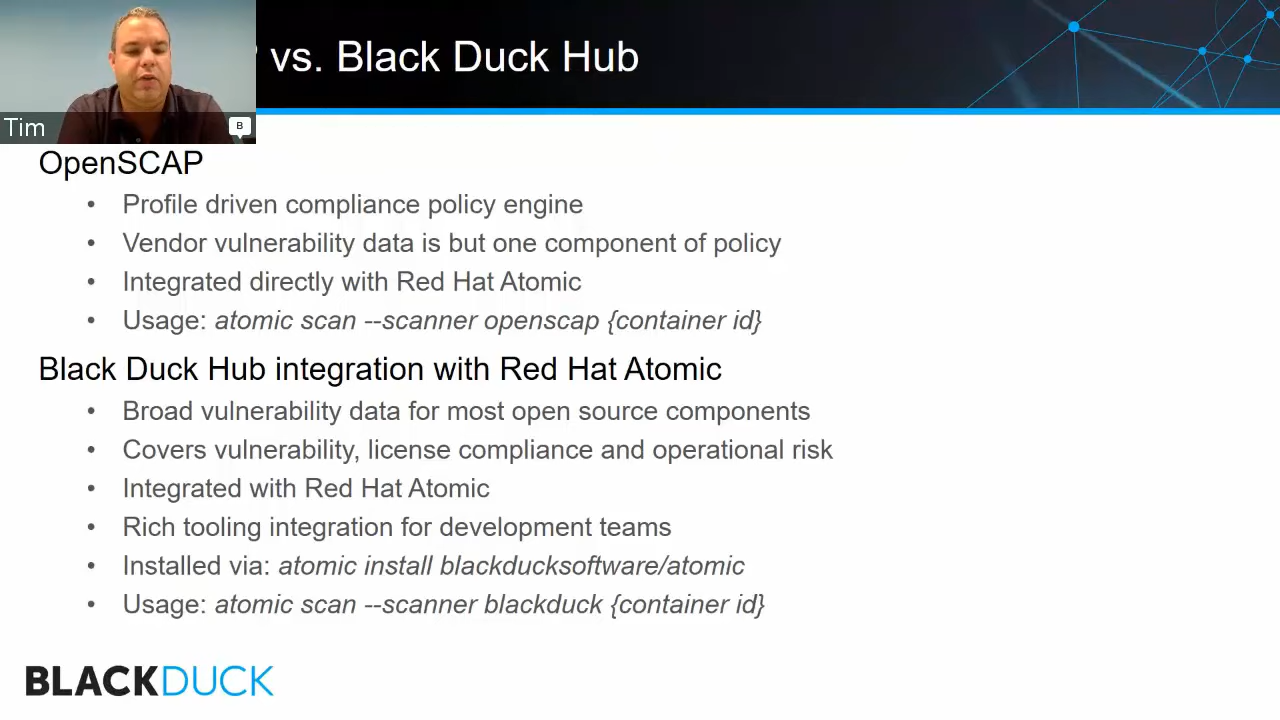 vs. Black Duck Hub
Tim
B
OpenSCAP
• Profile driven compliance policy engine
• Vendor vulnerability data is but one component of policy
• Integrated directly with Red Hat Atomic
• Usage: atomic scan --scanner openscap {container id}
Black Duck Hub integration with Red Hat Atomic
• Broad vulnerability data for most open source components
• Covers vulnerability, license compliance and operational risk
• Integrated with Red Hat Atomic
• Rich tooling integration for development teams
• Installed via: atomic install blackducksoftware/atomic
• Usage: atomic scan --scanner blackduck {container id}
BLACKDUCK